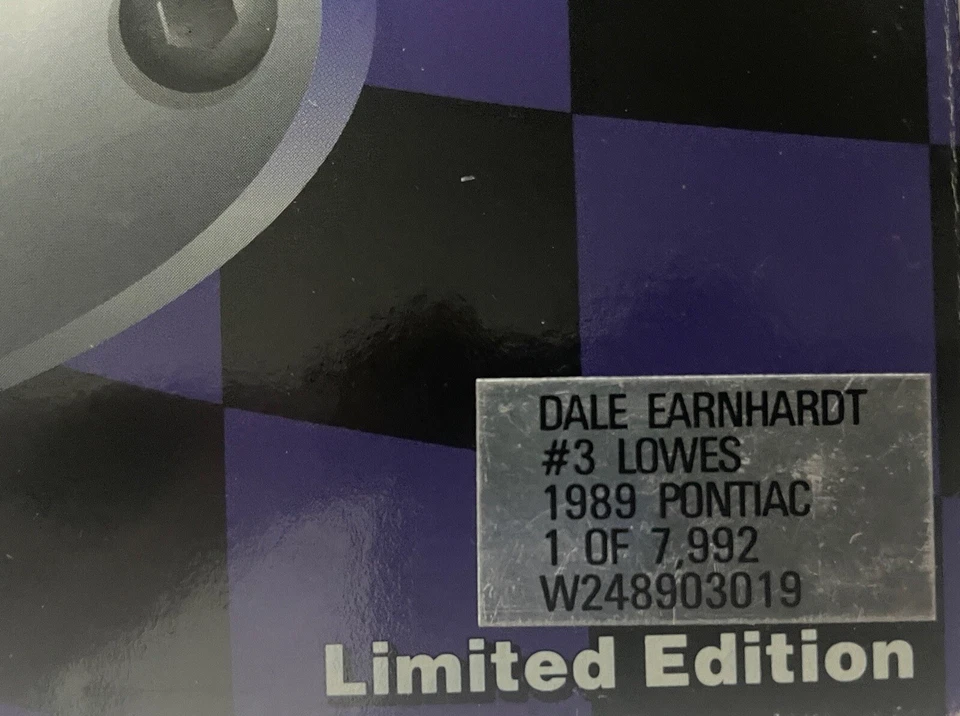 DALE EARNHARDT
#3 LOWES
1989 PONTIAC
1 OF 7,992
W248903019
Limited Edition